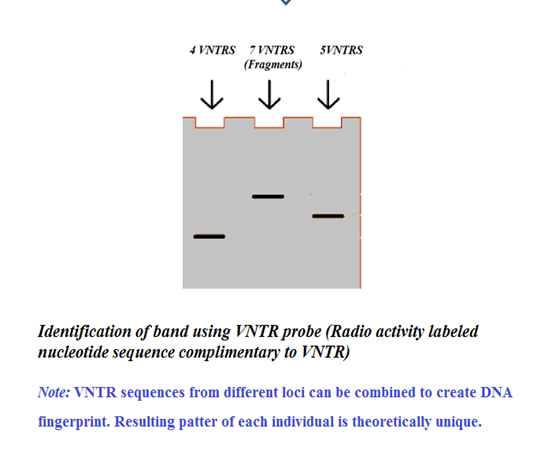 4 VNTRS 7 VNTRS 5VNTRS
(Fragments)
Identification of band using VNTR probe (Radio activity labeled
nucleotide sequence complimentary to VNTR)
Note: VNTR sequences from different loci can be combined to create DNA
fingerprint. Resulting patter of each individual is theoretically unique.